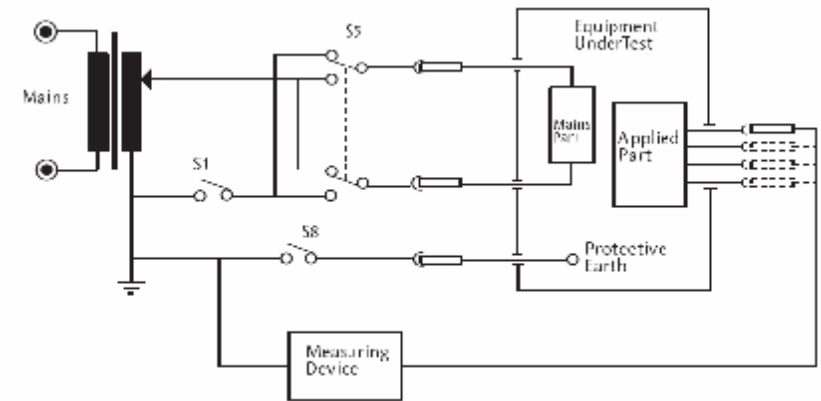 S5
Equipment
UnderTest
Mains
Mains
Part
Applied
Part
S1
S8
Protective
Earth
Measuring
Device